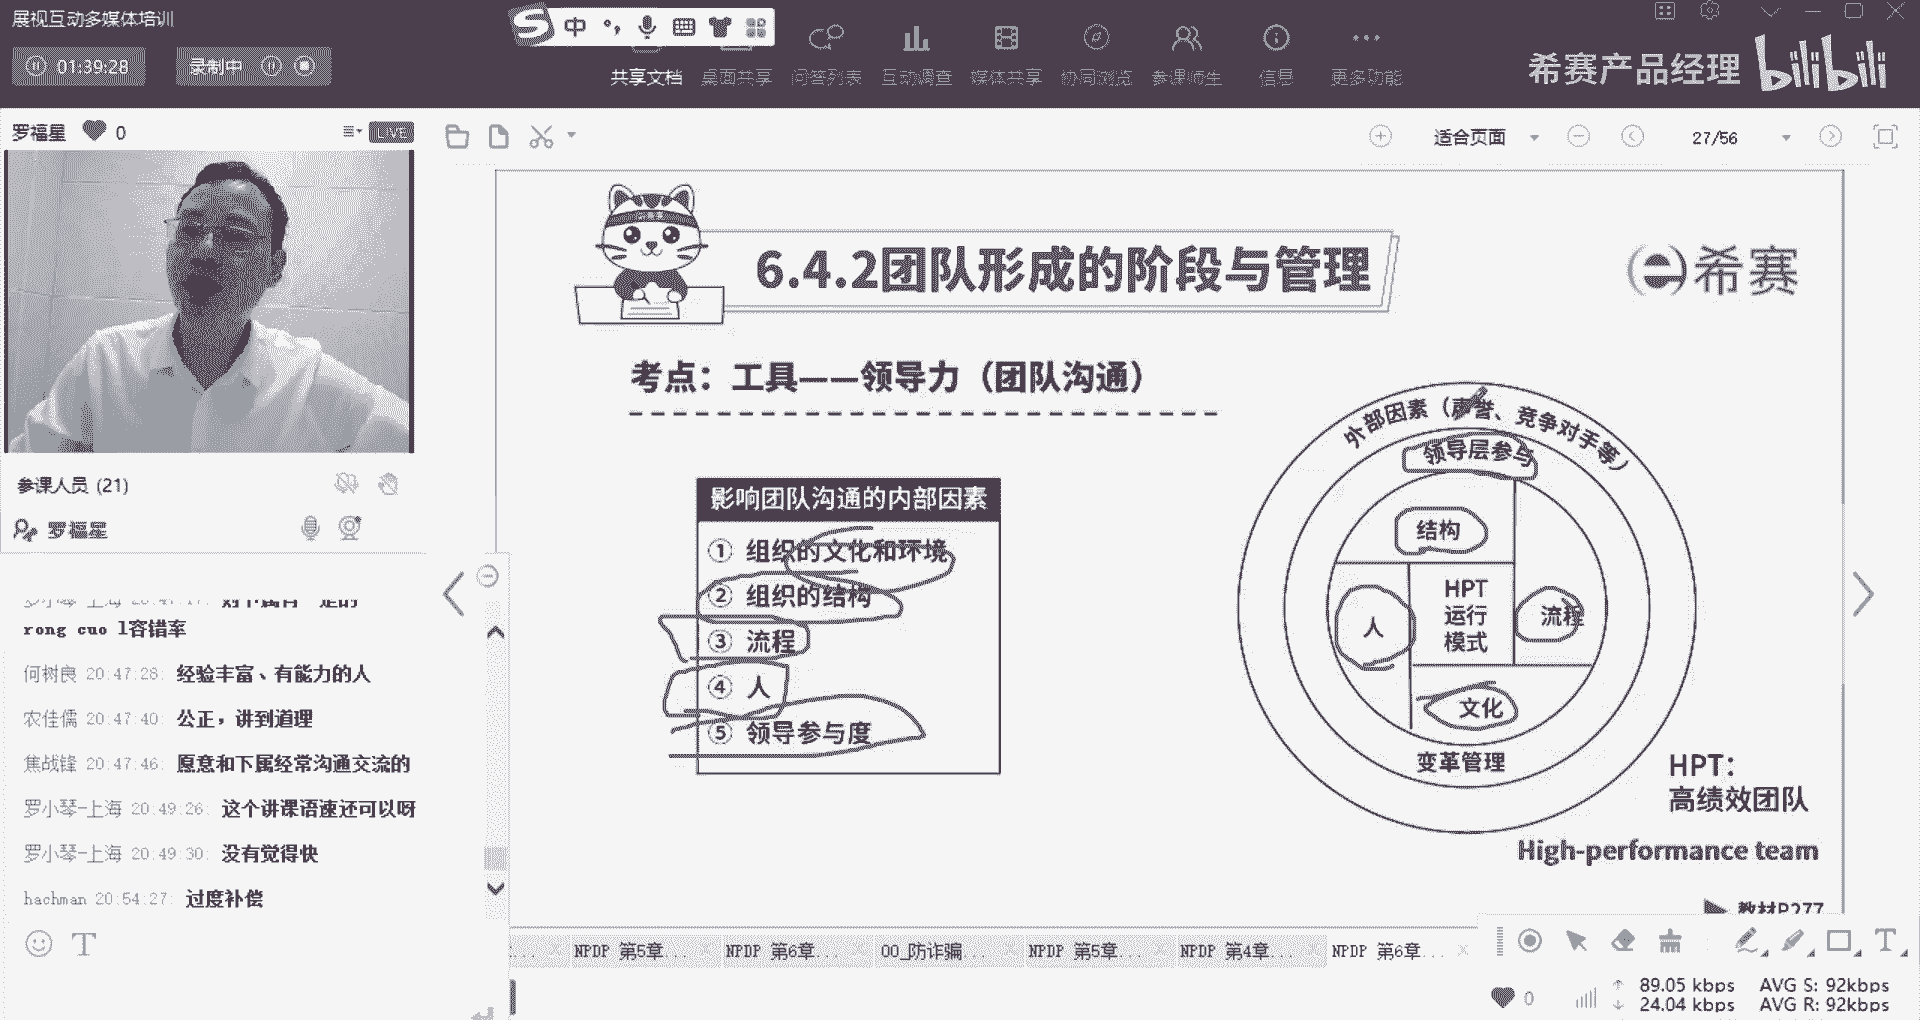 展视互动多媒体培训
中
01:39:28
录制中
共享文档
桌面共享
问答列表
互动调查
媒体共享
协同浏览
参课师生
信息
更多功能
希赛产品经理
bilibili
罗福星
0
LIVE
适合页面
27/56
6.4.2团队形成的阶段与管理
希赛
考点：工具——领导力（团队沟通）
影响团队沟通的内部因素
① 组织的文化和环境
② 组织的结构
③ 流程
④ 人
⑤ 领导参与度
外部因素（声誉、竞争对手等）
领导层参与
结构
人
HPT
运行
模式
流程
文化
变革管理
HPT：
高绩效团队
High-performance team
教材P277
参课人员 (21)
罗福星
rong cuo l容错率
何树良 20:47:28: 经验丰富、有能力的人
农佳儒 20:47:40: 公正，讲到道理
焦战锋 20:47:46: 愿意和下属经常沟通交流的
罗小琴-上海 20:49:26: 这个讲课语速还可以呀
罗小琴-上海 20:49:30: 没有觉得快
hachman 20:54:27: 过度补偿
T
NPDP 第5章...
NPDP 第6章...
00_防诈骗...
NPDP 第5章...
NPDP 第4章...
NPDP 第6章...
T
0
89.05 kbps AVG S: 92kbps
24.04 kbps AVG R: 92kbps